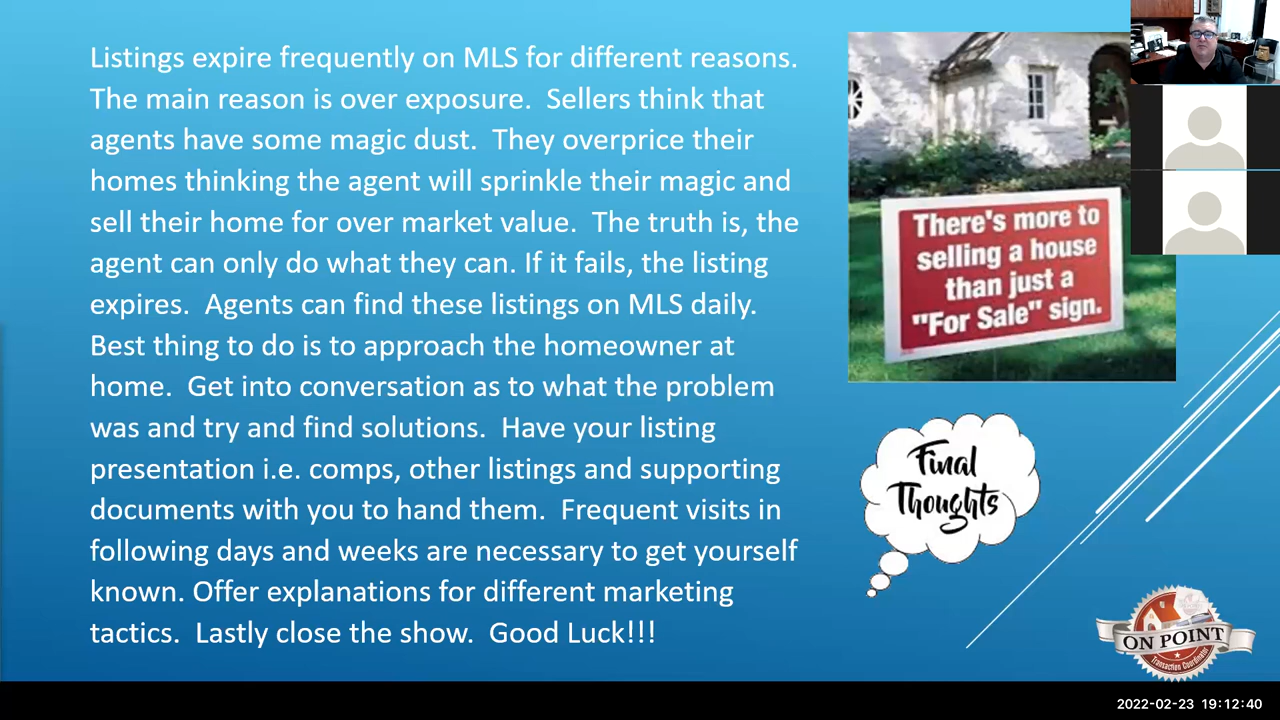 Listings expire frequently on MLS for different reasons.
The main reason is over exposure.  Sellers think that
agents have some magic dust.  They overprice their
homes thinking the agent will sprinkle their magic and
sell their home for over market value.  The truth is, the
agent can only do what they can. If it fails, the listing
expires.  Agents can find these listings on MLS daily.
Best thing to do is to approach the homeowner at
home.  Get into conversation as to what the problem
was and try and find solutions.  Have your listing
presentation i.e. comps, other listings and supporting
documents with you to hand them.  Frequent visits in
following days and weeks are necessary to get yourself
known. Offer explanations for different marketing
tactics.  Lastly close the show.  Good Luck!!!
There's more to
selling a house
than just a
"For Sale" sign.
Final
Thoughts
ON POINT
Transaction Coordinator
2022-02-23 19:12:40